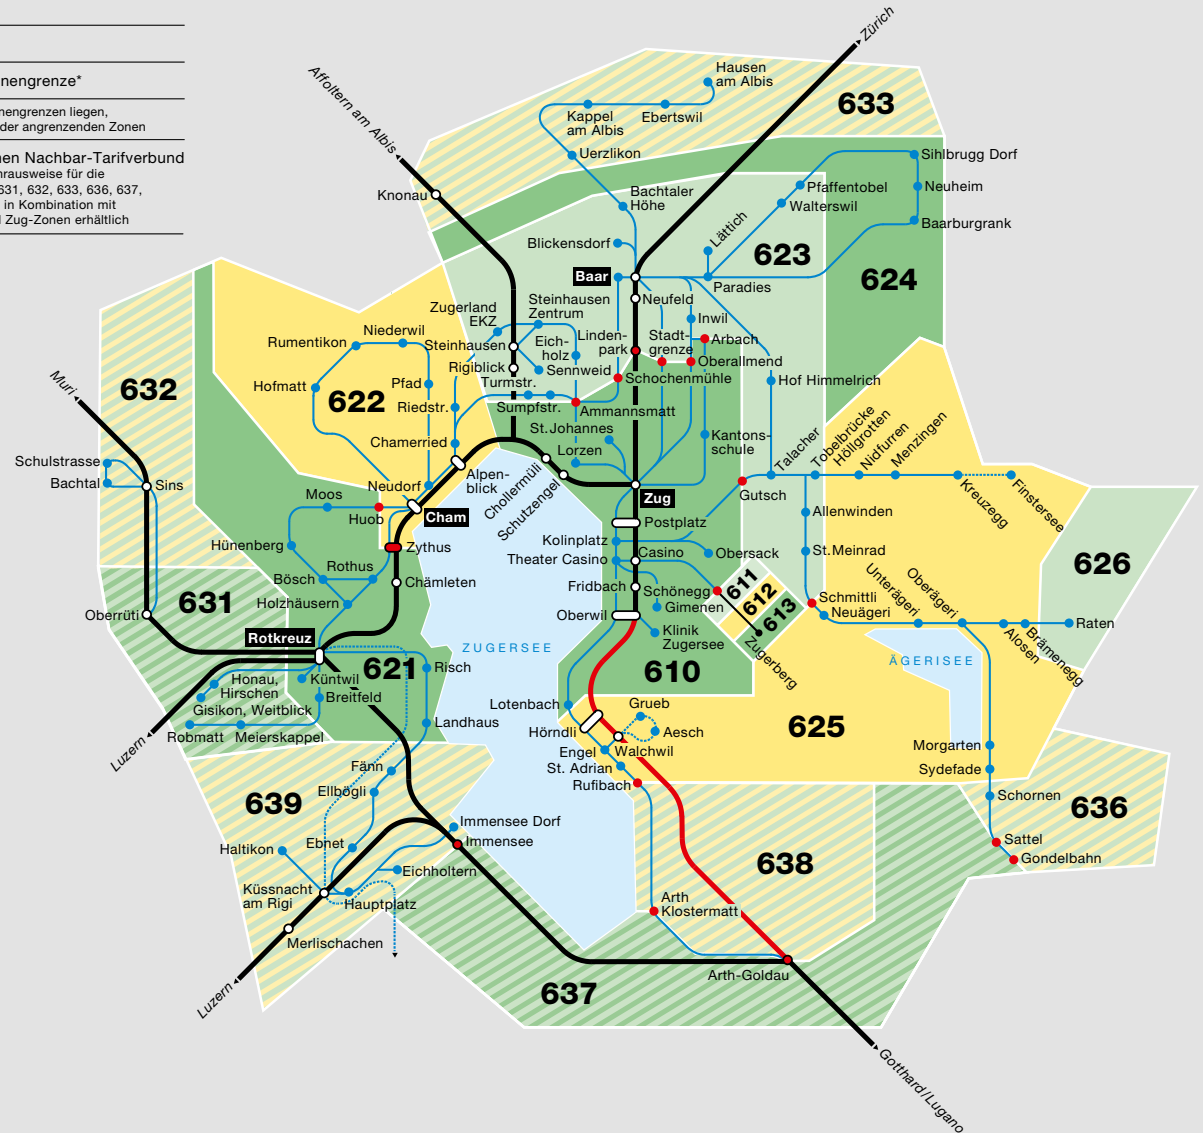 nengrenze*
nengrenzen liegen,
der angrenzenden Zonen
nen Nachbar-Tarifverbund
nrausweise für die
631, 632, 633, 636, 637,
in Kombination mit
Zug-Zonen erhältlich
Zürich
Affoltern am Albis
Hausen
am Albis
633
Kappel
am Albis
Ebertswil
Uerzlikon
Sihlbrugg Dorf
Knonau
Bachtaler
Höhe
Pfaffentobel
Neuheim
Walterswil
Lättich
Baarburgrank
Blickensdorf
623
Baar
624
Paradies
Zugerland
EKZ
Steinhausen
Zentrum
Neufeld
Inwil
Niederwil
Rumentikon
Steinhausen
Eich-
holz
Linden-
park
Stadt-
grenze
Arbach
Rigiblick
Sennweid
Oberallmend
Muri
632
Hofmatt
Pfad
Turmstr.
Schochenmühle
Hof Himmelrich
622
Riedstr.
Sumpfstr.
Ammannsmatt
St.Johannes
Chamerried
Lorzen
Kantons-
schule
Talacher
Tobelbrücke
Höllgrotten
Nidfurren
Menzingen
Schulstrasse
Bachtal
Sins
Neudorf
Alpen-
blick
Chollermüli
Schutzengel
Zug
Gutsch
Kreuzegg
Finstersee
Moos
Huob
Cham
Postplatz
Allenwinden
Hünenberg
Zythus
Kolinplatz
Casino
Obersack
St.Meinrad
Theater Casino
626
Rothus
Bösch
Chämleten
Fridbach
Schönegg
611
612
613
Unterägeri
Oberägeri
631
Holzhäusern
Gimenen
Schmittli
Neuägeri
Oberrüti
Oberwil
Raten
Rotkreuz
Klinik
Zugersee
Zugerberg
Alosen
Brämenegg
ZUGERSEE
ÄGERISEE
621
Risch
610
Honau,
Hirschen
Küntwil
Gisikon, Weitblick
Breitfeld
Lotenbach
Grueb
625
Luzern
Robmatt
Meierskappel
Landhaus
Hörndli
Aesch
Engel
Walchwil
Morgarten
Fänn
St. Adrian
Sydefade
Rufibach
Ellbögli
639
Schornen
636
Immensee Dorf
Haltikon
Ebnet
Immensee
Sattel
Gondelbahn
638
Eichholtern
Küssnacht
am Rigi
Hauptplatz
Arth
Klostermatt
Merlischachen
Arth-Goldau
Luzern
637
Gotthard/Lugano